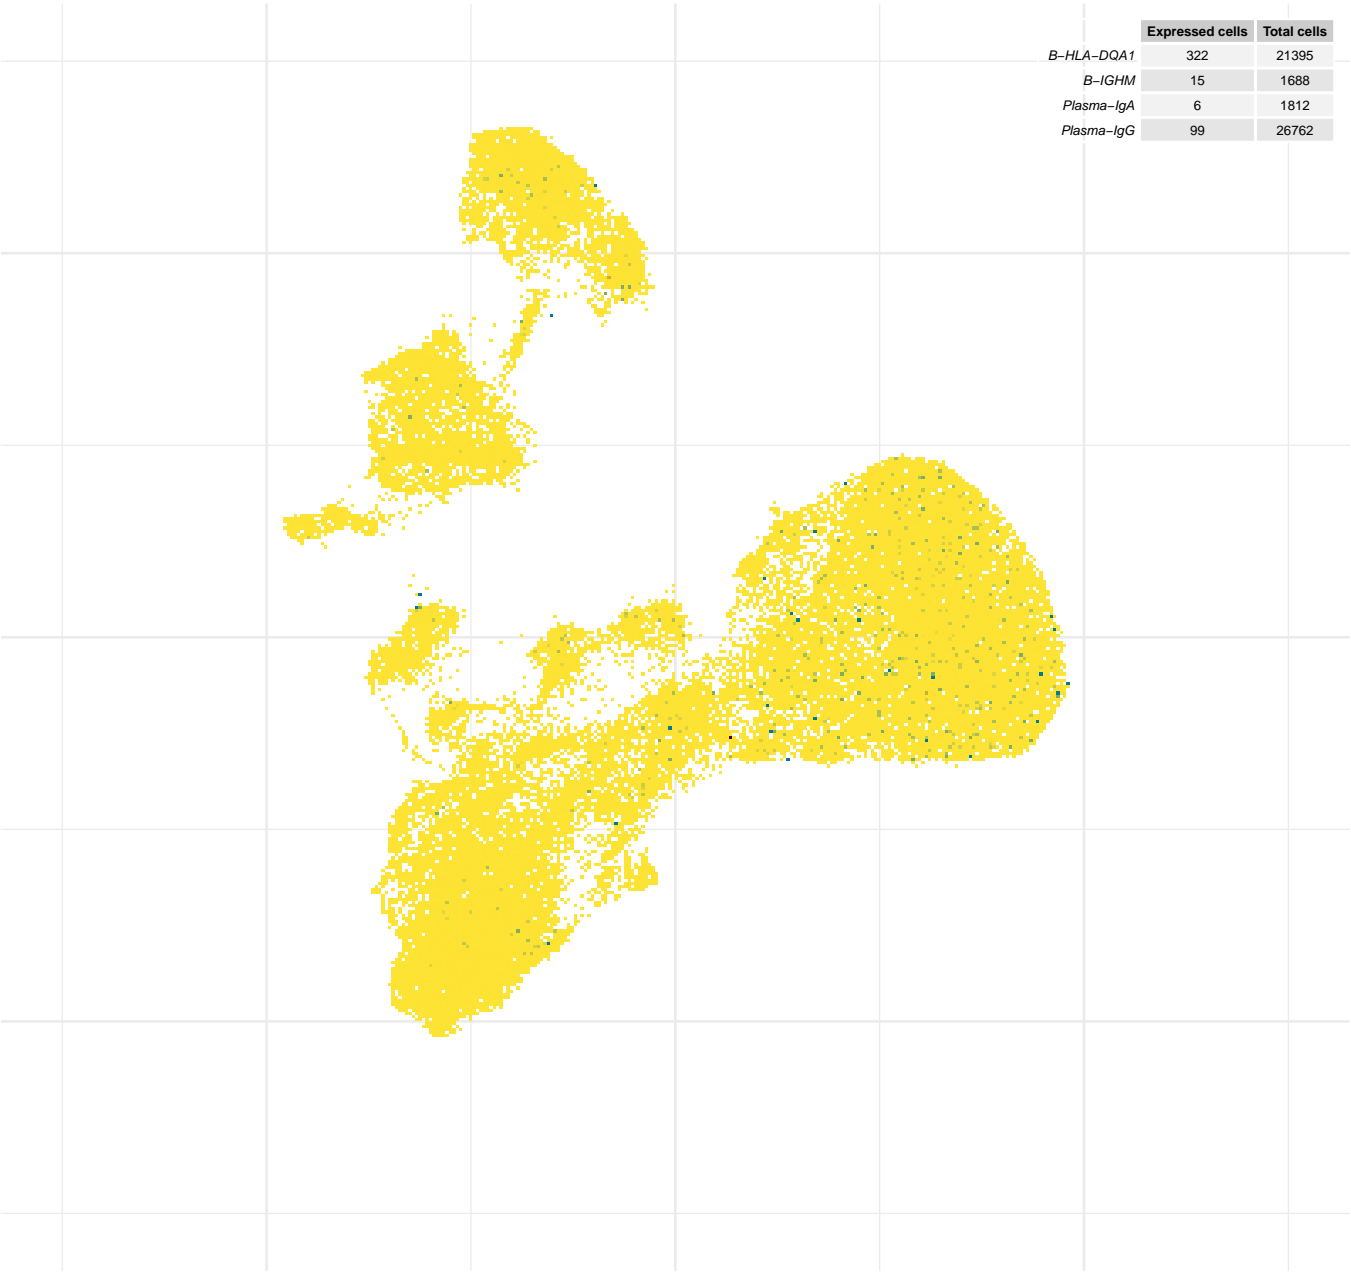 Expressed cells Total cells
B−HLA−DQA1 322 21395
B−IGHM 15 1688
Plasma−IgA 6 1812
Plasma−IgG 99 26762